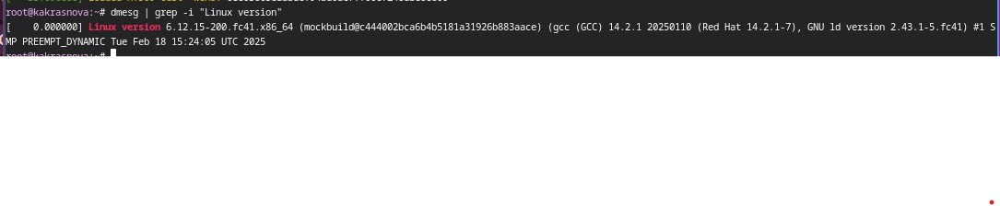 root@kakrasnova:~# dmesg | grep -i "Linux version"
[    0.000000] Linux version 6.12.15-200.fc41.x86_64 (mockbuild@c444002bca6b4b5181a31926b883aace) (gcc (GCC) 14.2.1 20250110 (Red Hat 14.2.1-7), GNU ld version 2.43.1-5.fc41) #1 S
MP PREEMPT_DYNAMIC Tue Feb 18 15:24:05 UTC 2025
root@kakrasnova:~#